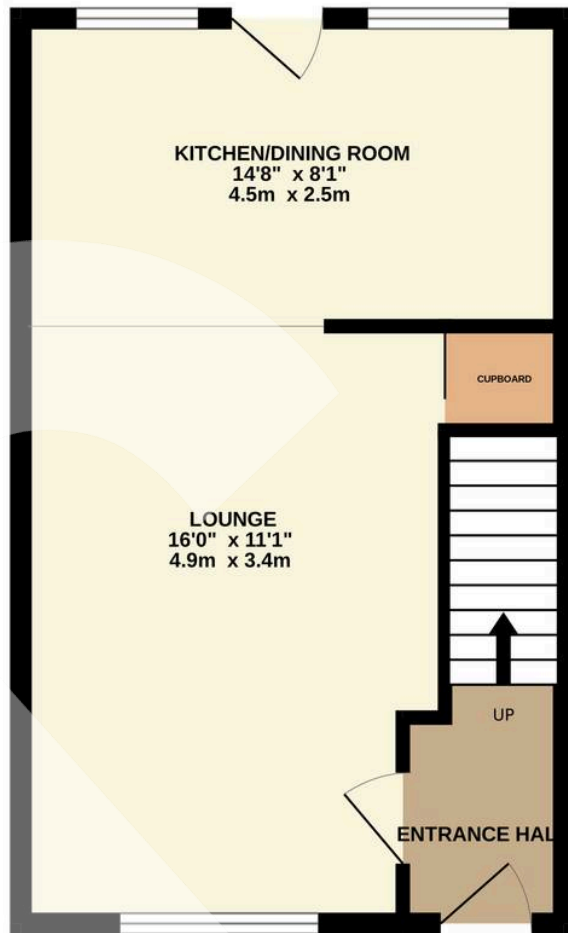 KITCHEN/DINING ROOM
14'8" x 8'1"
4.5m x 2.5m
CUPBOARD
LOUNGE
16'0" x 11'1"
4.9m x 3.4m
UP
ENTRANCE HAL